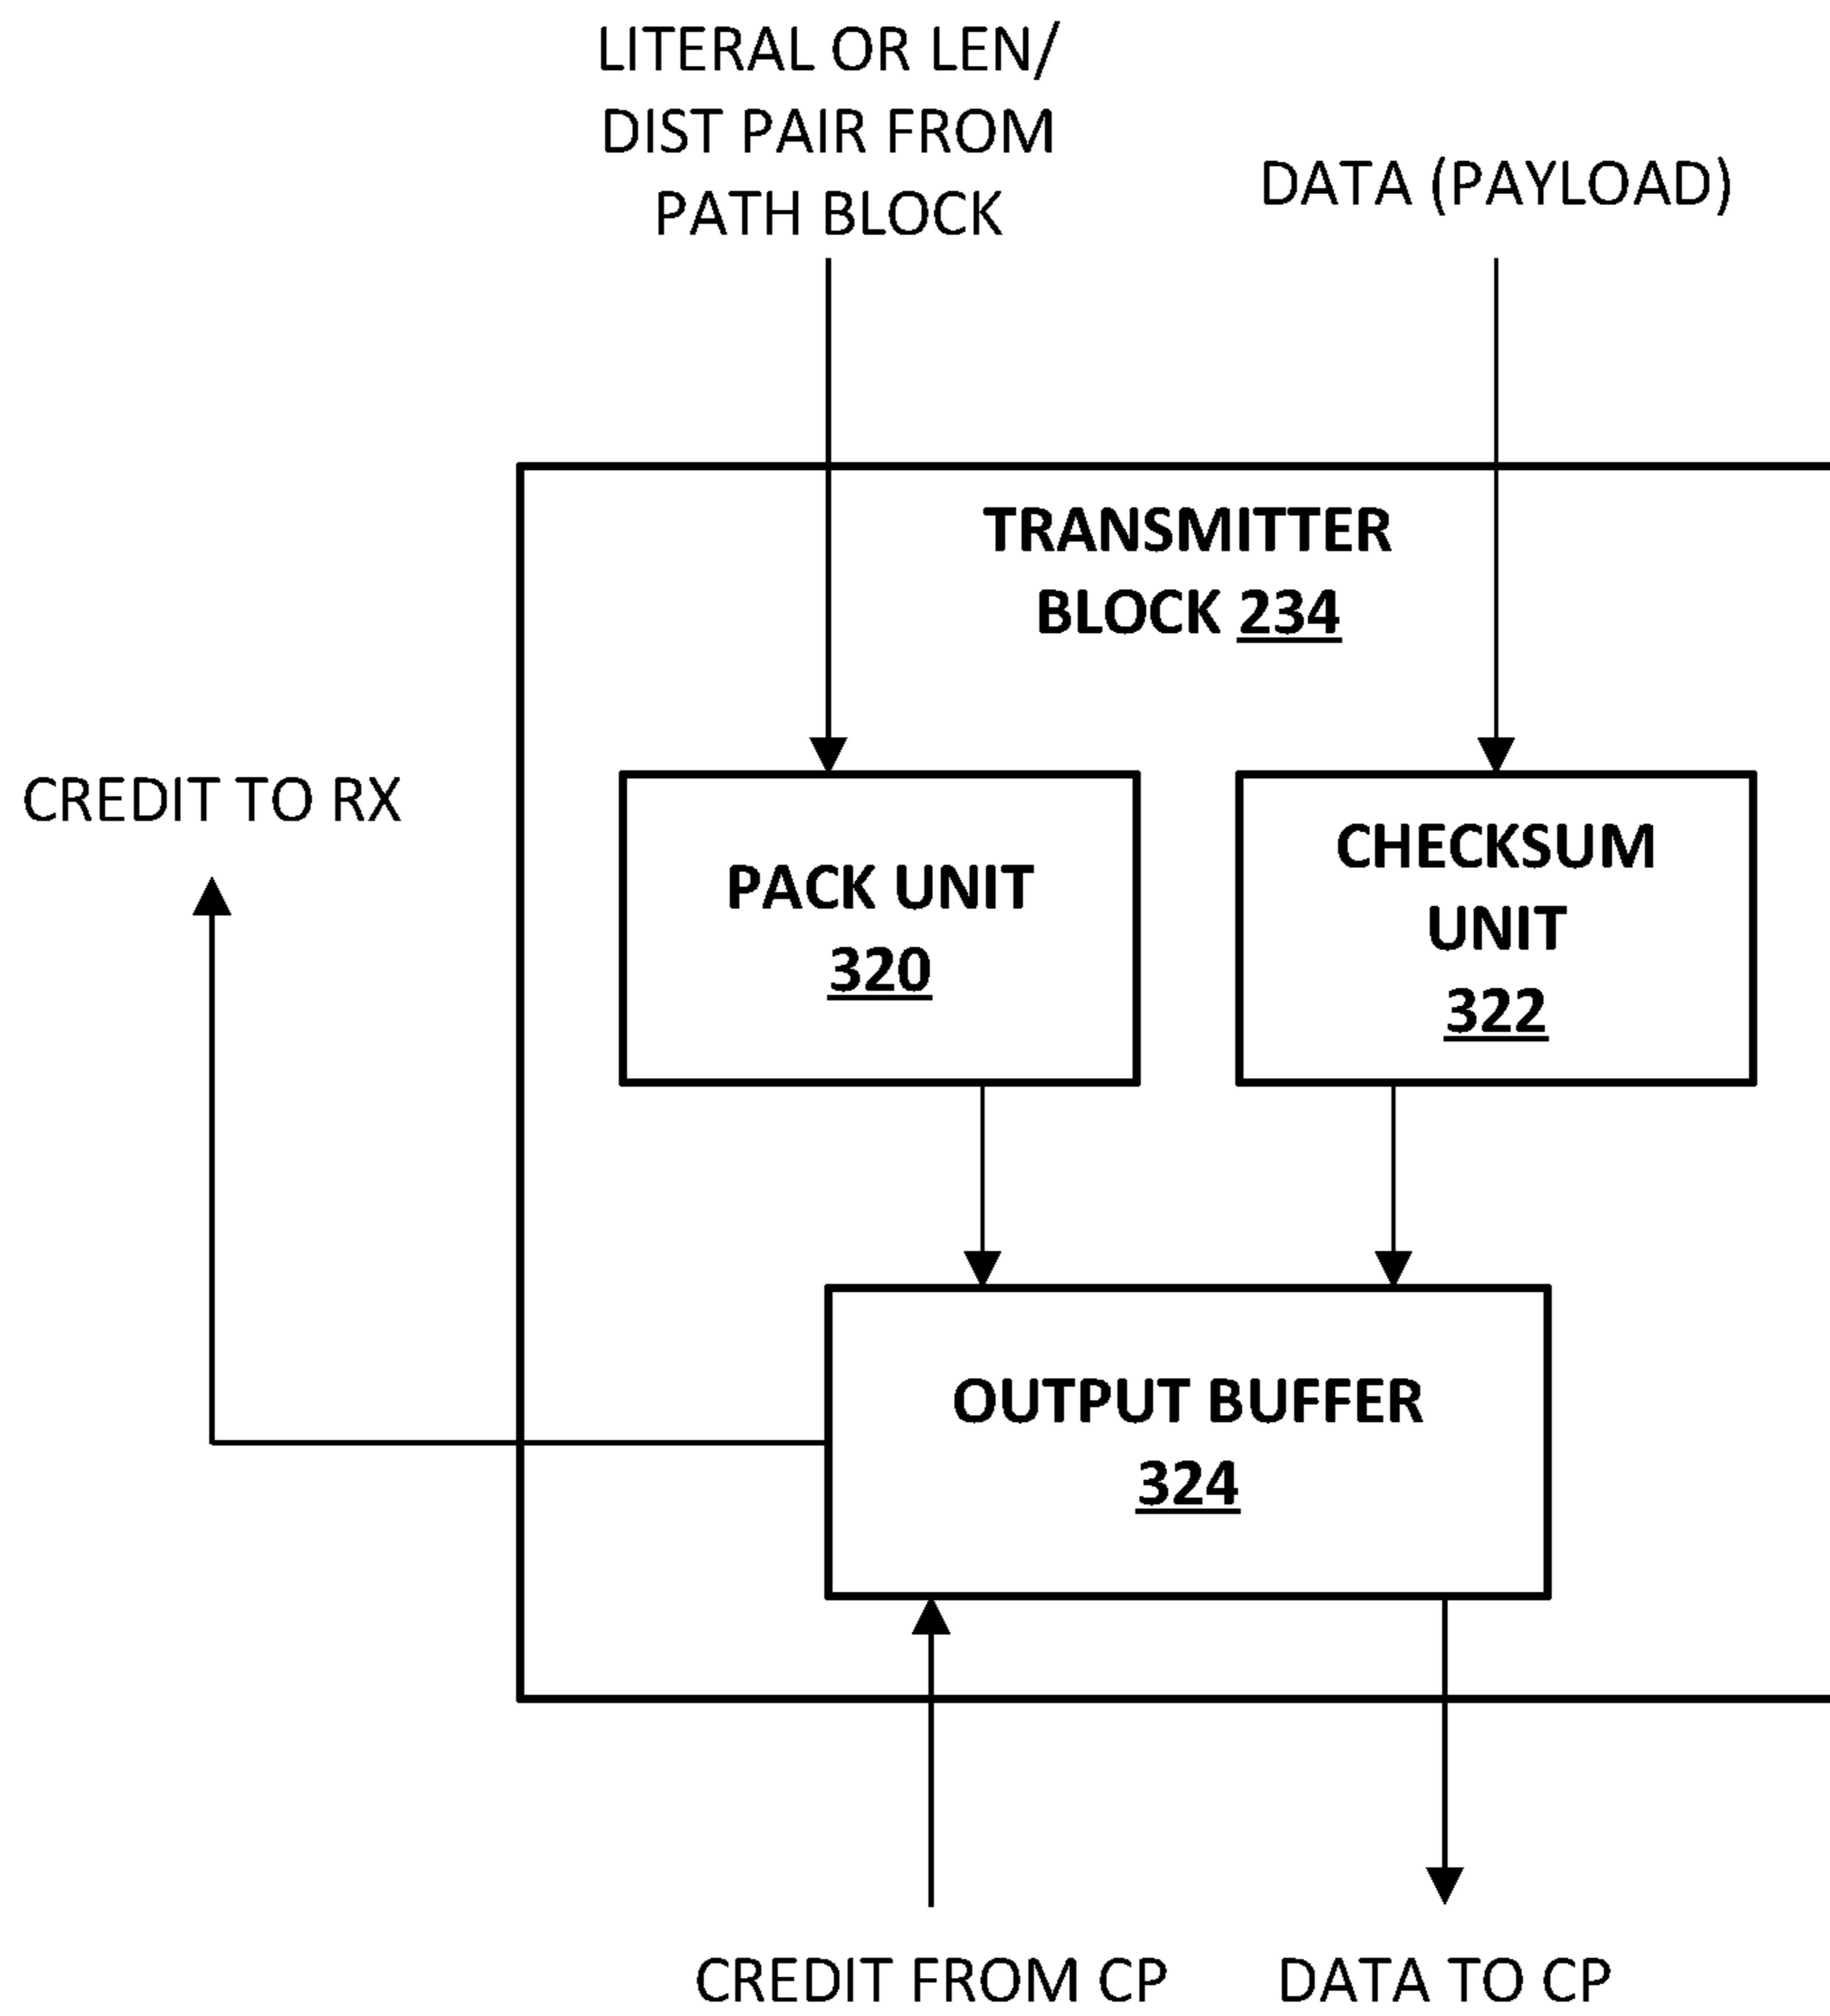 LITERAL OR LEN/
DIST PAIR FROM
PATH BLOCK
DATA (PAYLOAD)
TRANSMITTER
BLOCK 234
CREDIT TO RX
PACK UNIT
320
CHECKSUM
UNIT
322
OUTPUT BUFFER
324
CREDIT FROM CP
DATA TO CP